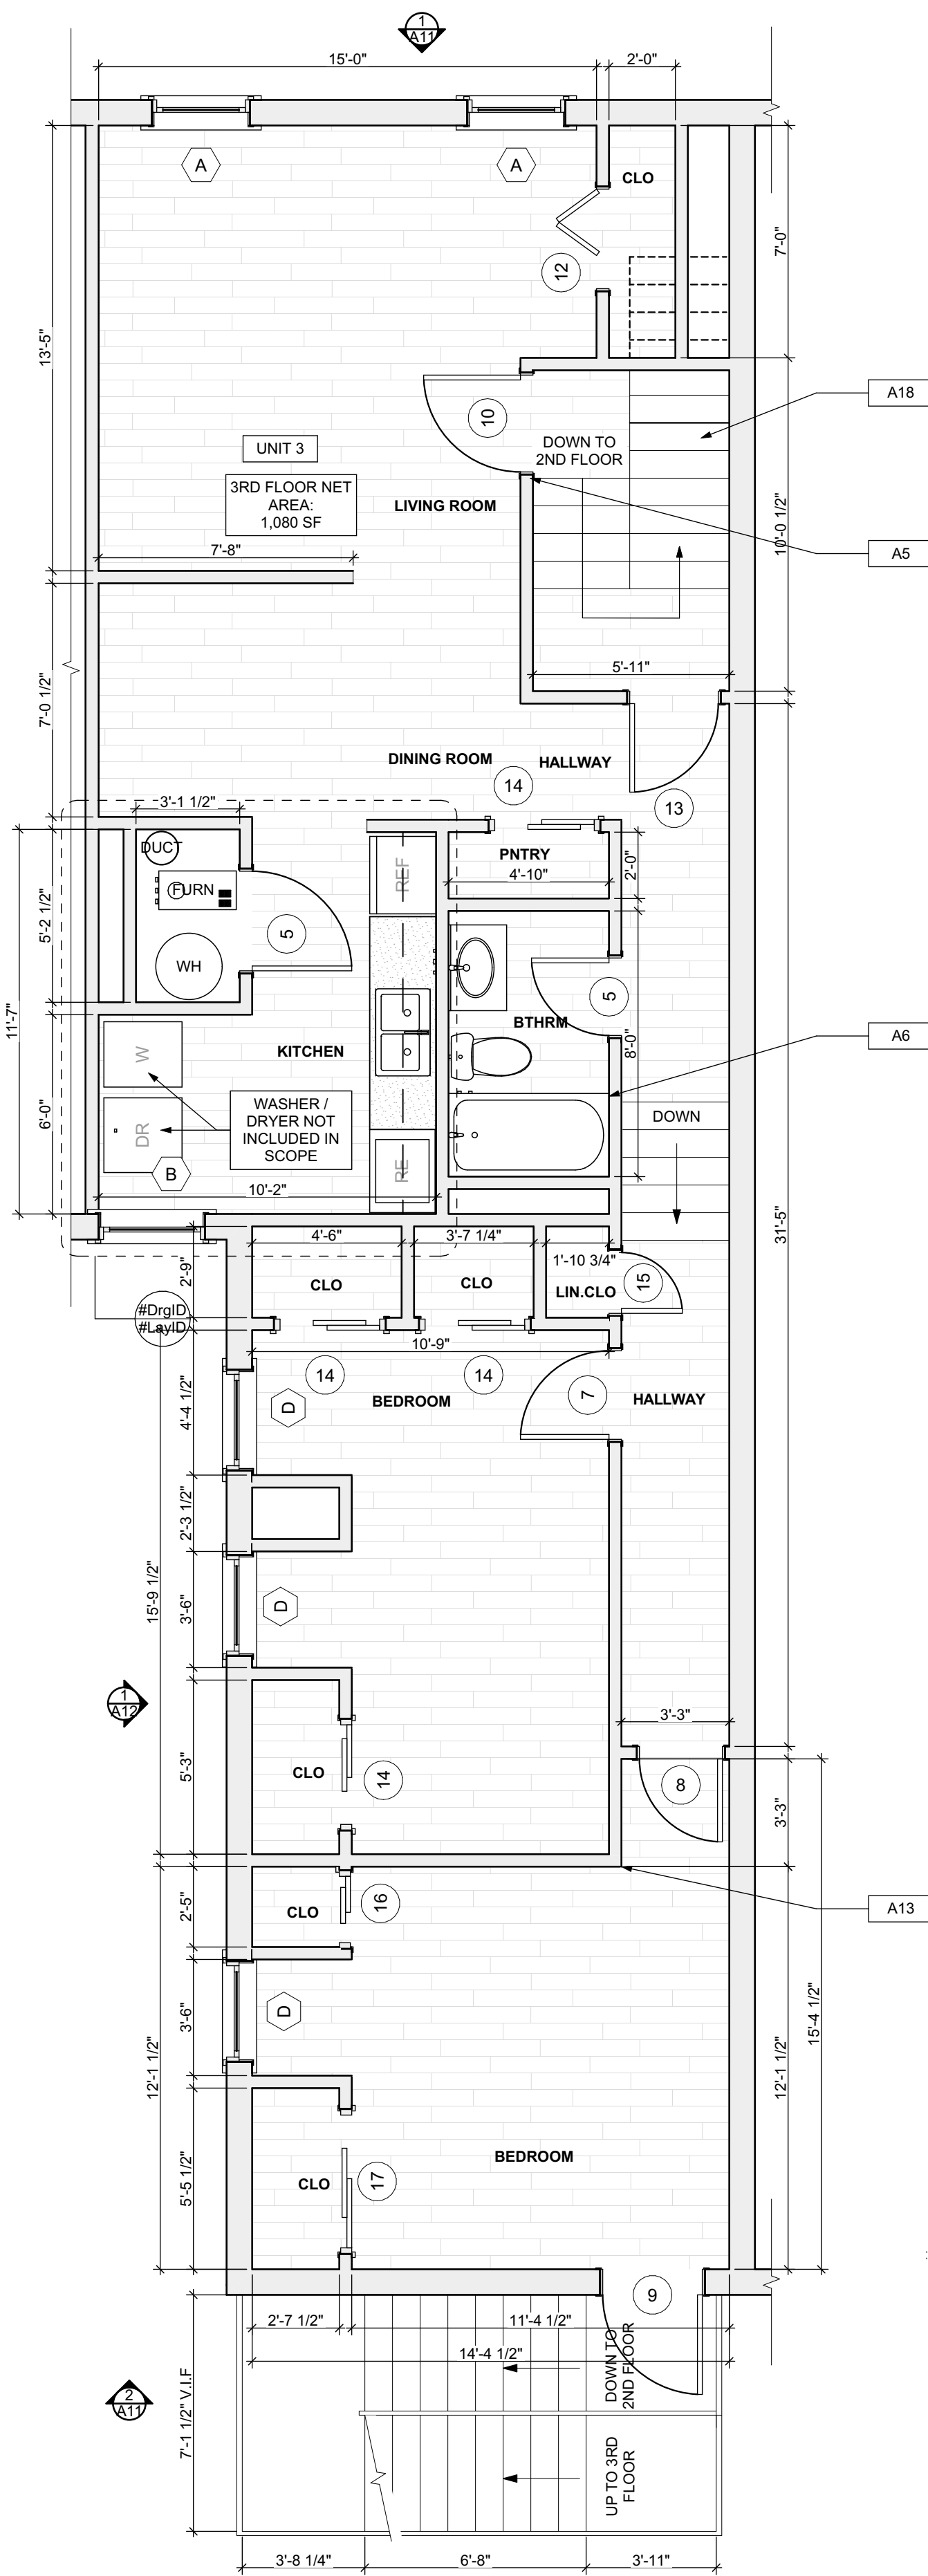 1
A11
15'-0"
2'-0"
A
A
CLO
12
7'-0"
13'-5"
10
DOWN TO
2ND FLOOR
A18
UNIT 3
3RD FLOOR NET
AREA:
1,080 SF
LIVING ROOM
10'-0 1/2"
A5
7'-8"
5'-11"
7'-0 1/2"
DINING ROOM
HALLWAY
14
13
3'-1 1/2"
DUCT
FURN
WH
5
REF
PNTRY
4'-10"
2'-0"
5'-2 1/2"
11'-7"
5
BTHRM
8'-0"
A6
KITCHEN
W
DR
WASHER /
DRYER NOT
INCLUDED IN
SCOPE
6'-0"
B
RE
DOWN
10'-2"
31'-5"
4'-6"
3'-7 1/4"
1'-10 3/4"
2'-9"
CLO
CLO
LIN.CLO
15
#DrgID
#LayID
10'-9"
14
14
D
BEDROOM
7
HALLWAY
4'-4 1/2"
2'-3 1/2"
15'-9 1/2"
3'-6"
D
1
A12
3'-3"
5'-3"
CLO
14
8
3'-3"
2'-5"
CLO
16
A13
3'-6"
D
12'-1 1/2"
12'-1 1/2"
15'-4 1/2"
BEDROOM
5'-5 1/2"
CLO
17
9
2'-7 1/2"
11'-4 1/2"
14'-4 1/2"
DOWN TO
2ND FLOOR
2
A11
7'-1 1/2" V.I.F
UP TO 3RD
FLOOR
3'-8 1/4"
6'-8"
3'-11"